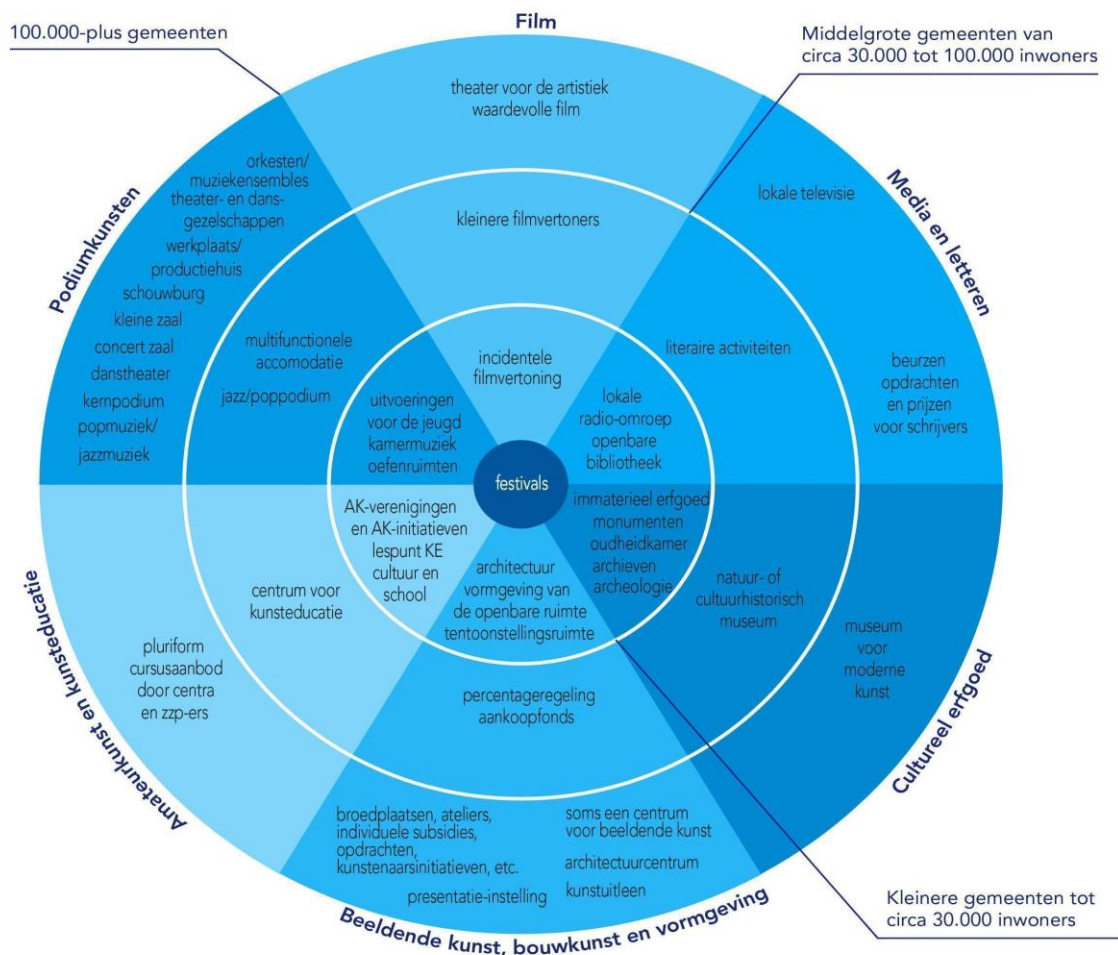 100.000-plus gemeenten
Film
Middelgrote gemeenten van
circa 30.000 tot 100.000 inwoners
theater voor de artistiek
waardevolle film
kleinere filmvertoners
incidentele
filmvertoning
Podiumkunsten
orkesten/
muziekensembles
theater- en dans-
gezelschappen
werkplaats/
productiehuis
schouwburg
kleine zaal
concert zaal
danstheater
kernpodium
popmuziek/
jazzmuziek
multifunctionele
accomodatie
jazz/poppodium
uitvoeringen
voor de jeugd
kamermuziek
oefenruimten
Media en letteren
lokale televisie
beurzen
opdrachten
en prijzen
voor schrijvers
literaire activiteiten
lokale
radio-omroep
openbare
bibliotheek
festivals
Amateurkunst en kunsteducatie
AK-verenigingen
en AK-initiatieven
lespunt KE
cultuur en
school
centrum voor
kunsteducatie
pluriform
cursusaanbod
door centra
en zzp-ers
architectuur
vormgeving van
de openbare ruimte
tentoonstellingsruimte
percentageregeling
aankoopfonds
broedplaatsen, ateliers,
individuele subsidies,
opdrachten,
kunstenaarsinitiatieven, etc.
presentatie-instelling
soms een centrum
voor beeldende kunst
architectuurcentrum
kunstuitleen
Beeldende kunst, bouwkunst en vormgeving
immaterieel erfgoed
monumenten
oudheidkamer
archieven
archeologie
natuur- of
cultuurhistorisch
museum
museum
voor
moderne
kunst
Cultureel erfgoed
Kleinere gemeenten tot
circa 30.000 inwoners